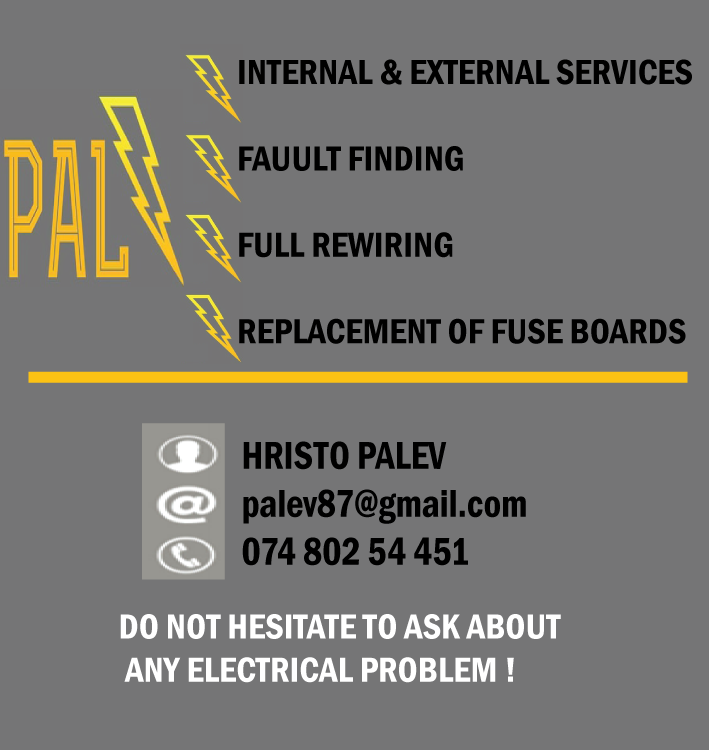 PAL
INTERNAL & EXTERNAL SERVICES
FAUULT FINDING
FULL REWIRING
REPLACEMENT OF FUSE BOARDS
HRISTO PALEV
palev87@gmail.com
074 802 54 451
DO NOT HESITATE TO ASK ABOUT
ANY ELECTRICAL PROBLEM !